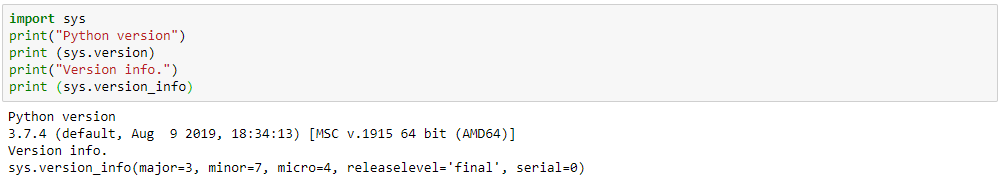 import sys
print("Python version")
print (sys.version)
print("Version info.")
print (sys.version_info)
Python version
3.7.4 (default, Aug  9 2019, 18:34:13) [MSC v.1915 64 bit (AMD64)]
Version info.
sys.version_info(major=3, minor=7, micro=4, releaselevel='final', serial=0)